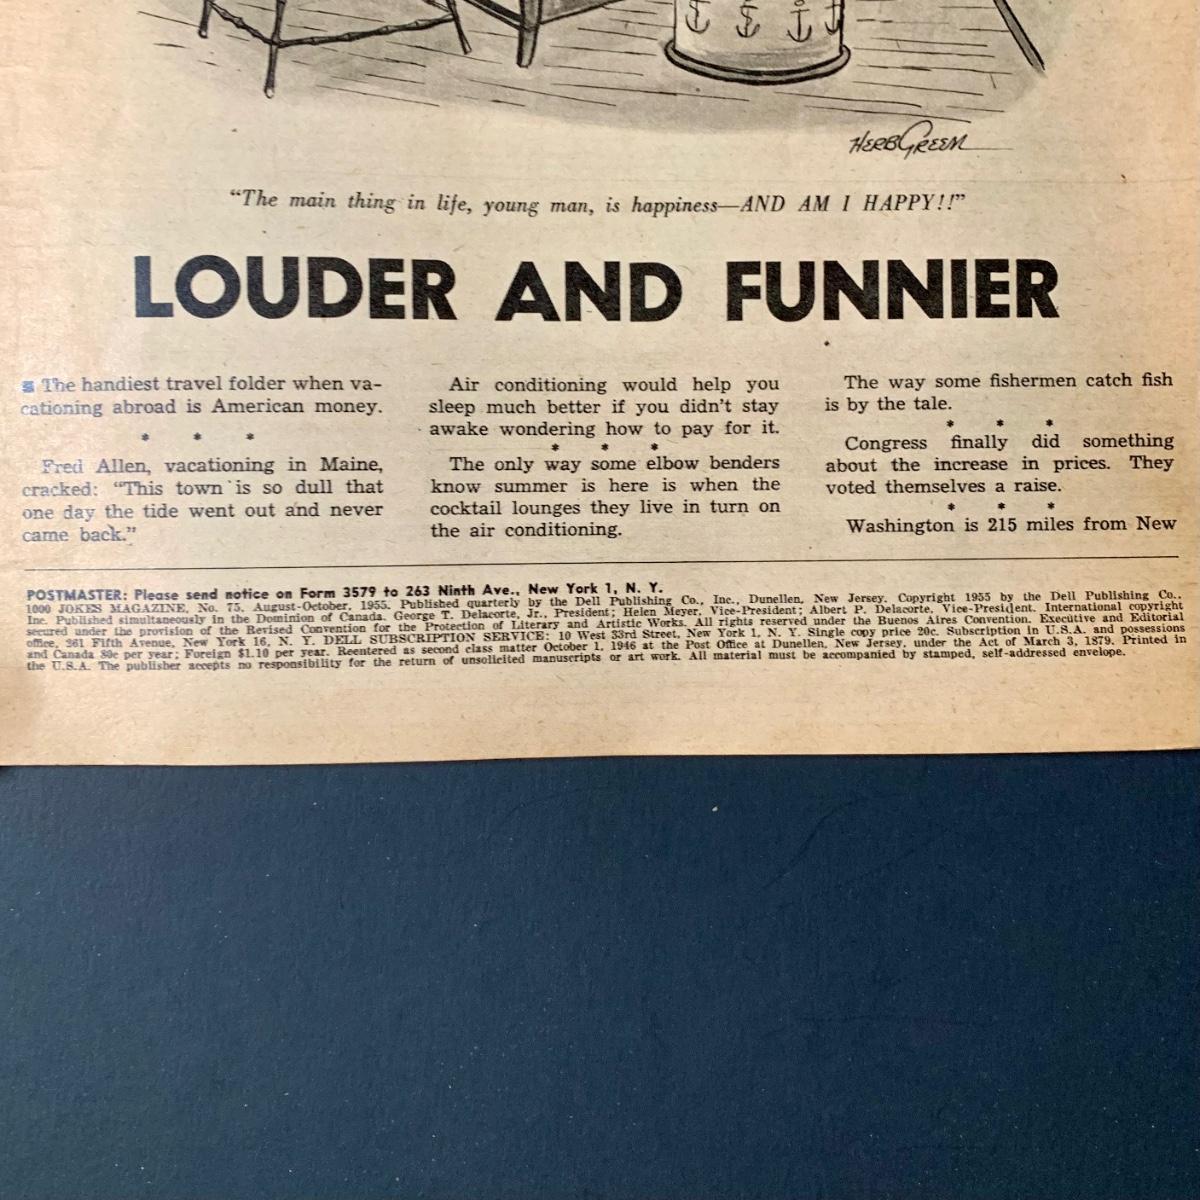 HERB GREEN
"The main thing in life, young man, is happiness—AND AM I HAPPY!!"
LOUDER AND FUNNIER
The handiest travel folder when va-
cationing abroad is American money.
* * *
Fred Allen, vacationing in Maine,
cracked: "This town is so dull that
one day the tide went out and never
came back."
Air conditioning would help you
sleep much better if you didn't stay
awake wondering how to pay for it.
* * *
The only way some elbow benders
know summer is here is when the
cocktail lounges they live in turn on
the air conditioning.
The way some fishermen catch fish
is by the tale.
* * *
Congress finally did something
about the increase in prices. They
voted themselves a raise.
* * *
Washington is 215 miles from New
POSTMASTER: Please send notice on Form 3579 to 263 Ninth Ave., New York 1, N. Y.
1000 JOKES MAGAZINE, No. 75, August-October, 1955. Published quarterly by the Dell Publishing Co., Inc., Dunellen, New Jersey. Copyright 1955 by the Dell Publishing Co.,
Inc. Published simultaneously in the Dominion of Canada. George T. Delacorte, Jr., President; Helen Meyer, Vice-President; Albert P. Delacorte, Vice-President. International copyright
secured under the provision of the Revised Convention for the Protection of Literary and Artistic Works. All rights reserved under the Buenos Aires Convention. Executive and Editorial
office, 261 Fifth Avenue, New York 16, N. Y. DELL SUBSCRIPTION SERVICE: 10 West 33rd Street, New York 1, N. Y. Single copy price 20c. Subscription in U.S.A. and possessions
and Canada 80c per year; Foreign $1.10 per year. Reentered as second class matter October 1, 1946 at the Post Office at Dunellen, New Jersey, under the Act of March 3, 1879. Printed in
the U.S.A. The publisher accepts no responsibility for the return of unsolicited manuscripts or art work. All material must be accompanied by stamped, self-addressed envelope.